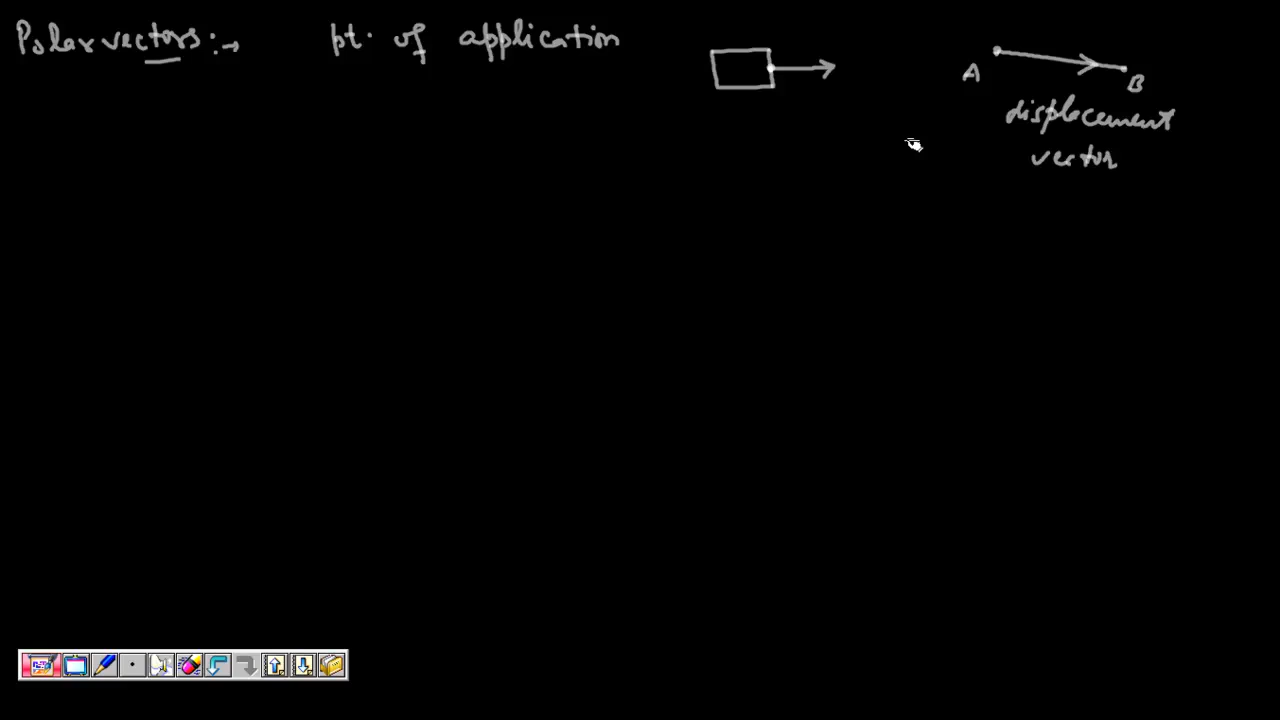 Polar vectors:→ pt. of application
A
B
displacement
vector